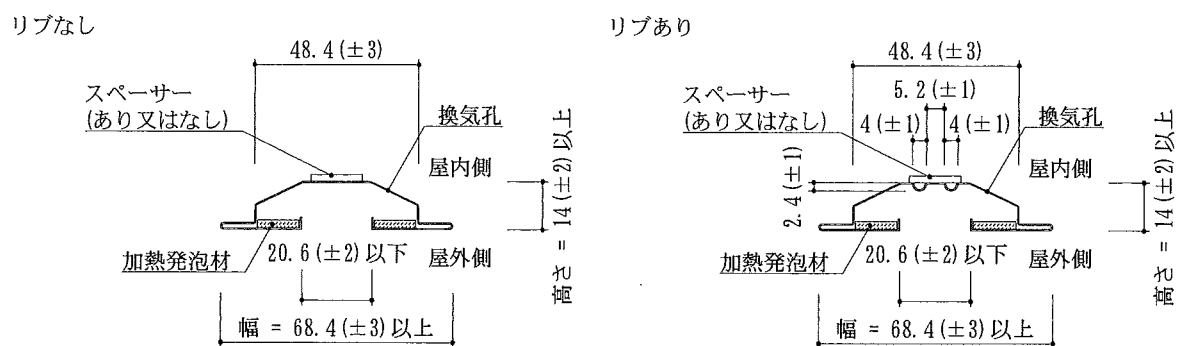 リブなし
48.4(±3)
スペーサー
(あり又はなし)
換気孔
屋内側
高さ = 14(±2)以上
加熱発泡材
20.6(±2)以下
屋外側
幅 = 68.4(±3)以上
リブあり
48.4(±3)
5.2(±1)
スペーサー
(あり又はなし)
4(±1)
4(±1)
換気孔
2.4(±1)
屋内側
高さ = 14(±2)以上
加熱発泡材
20.6(±2)以下
屋外側
幅 = 68.4(±3)以上